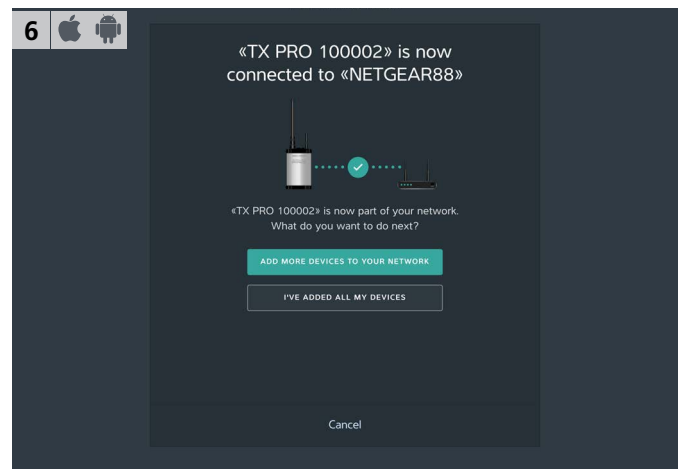 6
«TX PRO 100002» is now
connected to «NETGEAR88»
«TX PRO 100002» is now part of your network.
What do you want to do next?
ADD MORE DEVICES TO YOUR NETWORK
I'VE ADDED ALL MY DEVICES
Cancel